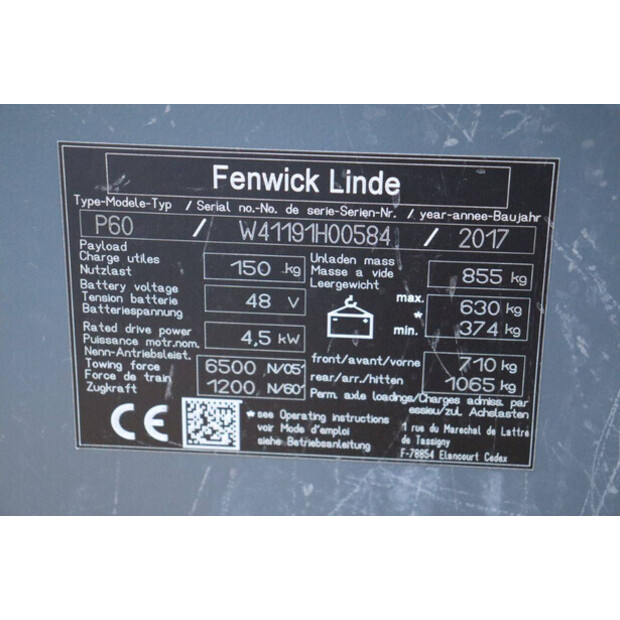 Fenwick Linde
Type-Modele-Typ / Serial no.-No. de serie-Serien-Nr. / year-annee-Baujahr
P60 / W41191H00584 / 2017
Payload
Charge utiles
Nutzlast
150 kg
Battery voltage
Tension batterie
Batteriespannung
48 V
Rated drive power
Puissance motr.nom.
Nenn-Antriebsleist.
4,5 kW
Towing force
Force de train
Zugkraft
6500 N/05'
1200 N/60'
Unladen mass
Masse a vide
Leergewicht
855 kg
max. 630 kg
*
min. 374 kg
front/avant/vorne 710 kg
rear/arr./hitten 1065 kg
Perm. axle loadings/Charges admiss. par
essieu/zul. Achslasten
CE
*see Operating instructions
voir Mode d'emploi
siehe Betriebsanleitung
1 rue du Marechal de Lattre
de Tassigny
F-78854 Elancourt Cedex